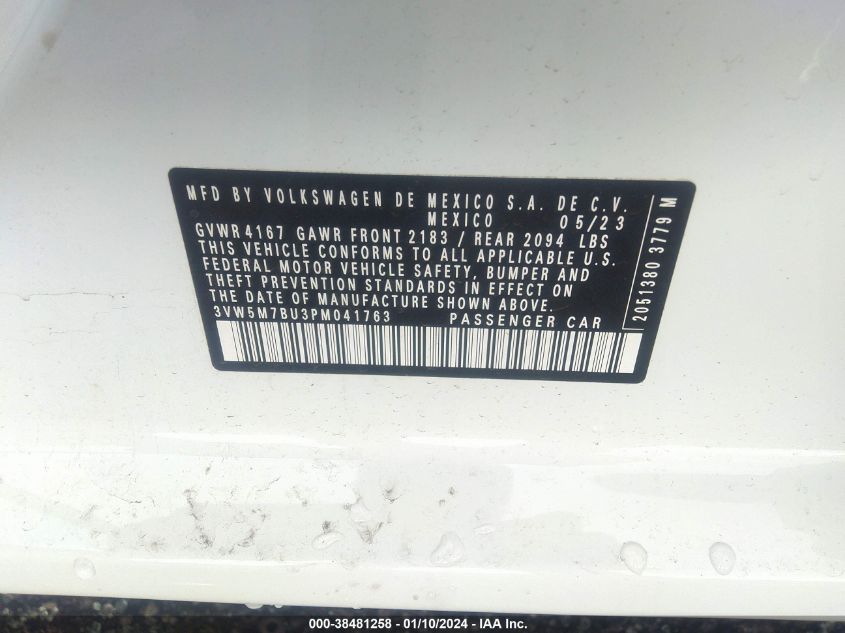 MFD BY VOLKSWAGEN DE MEXICO S.A. DE C.V.
MEXICO 05/23
GVWR 4167 GAWR FRONT 2183 / REAR 2094 LBS
THIS VEHICLE CONFORMS TO ALL APPLICABLE U.S.
FEDERAL MOTOR VEHICLE SAFETY, BUMPER AND
THEFT PREVENTION STANDARDS IN EFFECT ON
THE DATE OF MANUFACTURE SHOWN ABOVE.
3VW5M7BU3PM041763 PASSENGER CAR
2051380 3779 M
000-38481258 - 01/10/2024 - IAA Inc.